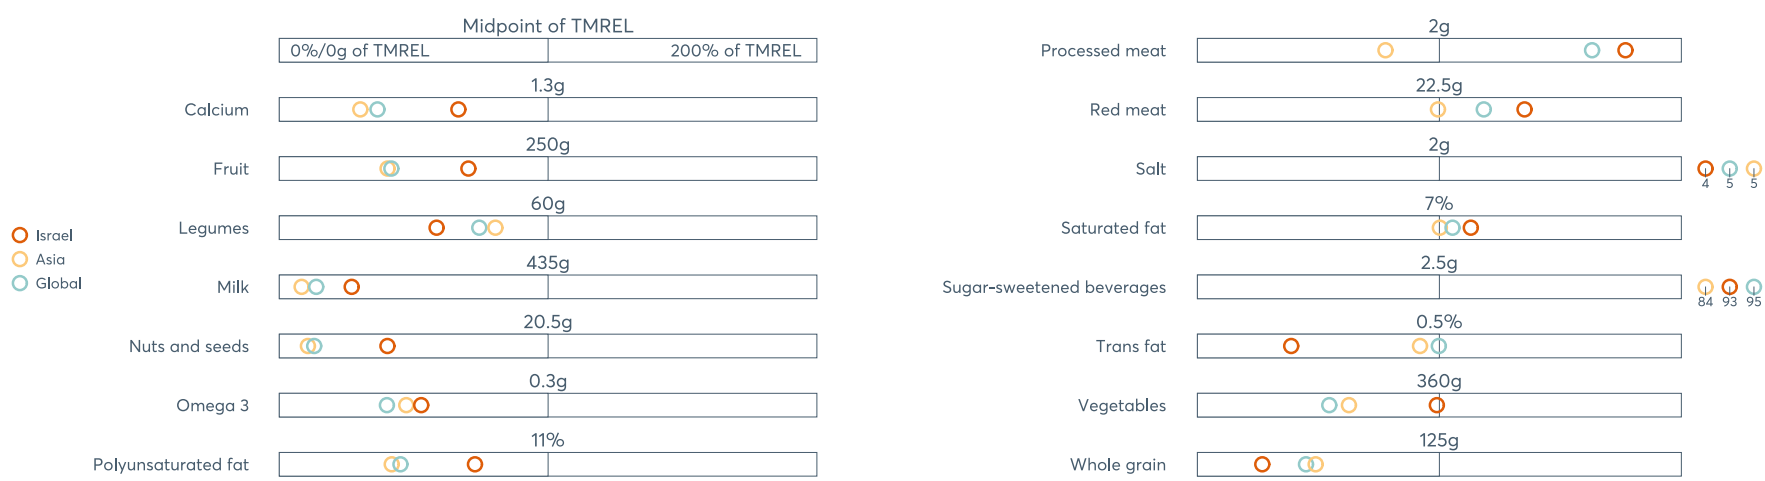 Midpoint of TMREL
0%/0g of TMREL
200% of TMREL
1.3g
Calcium
250g
Fruit
60g
Legumes
435g
Milk
20.5g
Nuts and seeds
0.3g
Omega 3
11%
Polyunsaturated fat
Israel
Asia
Global
2g
Processed meat
22.5g
Red meat
2g
Salt
4 5 5
7%
Saturated fat
2.5g
Sugar-sweetened beverages
84 93 95
0.5%
Trans fat
360g
Vegetables
125g
Whole grain